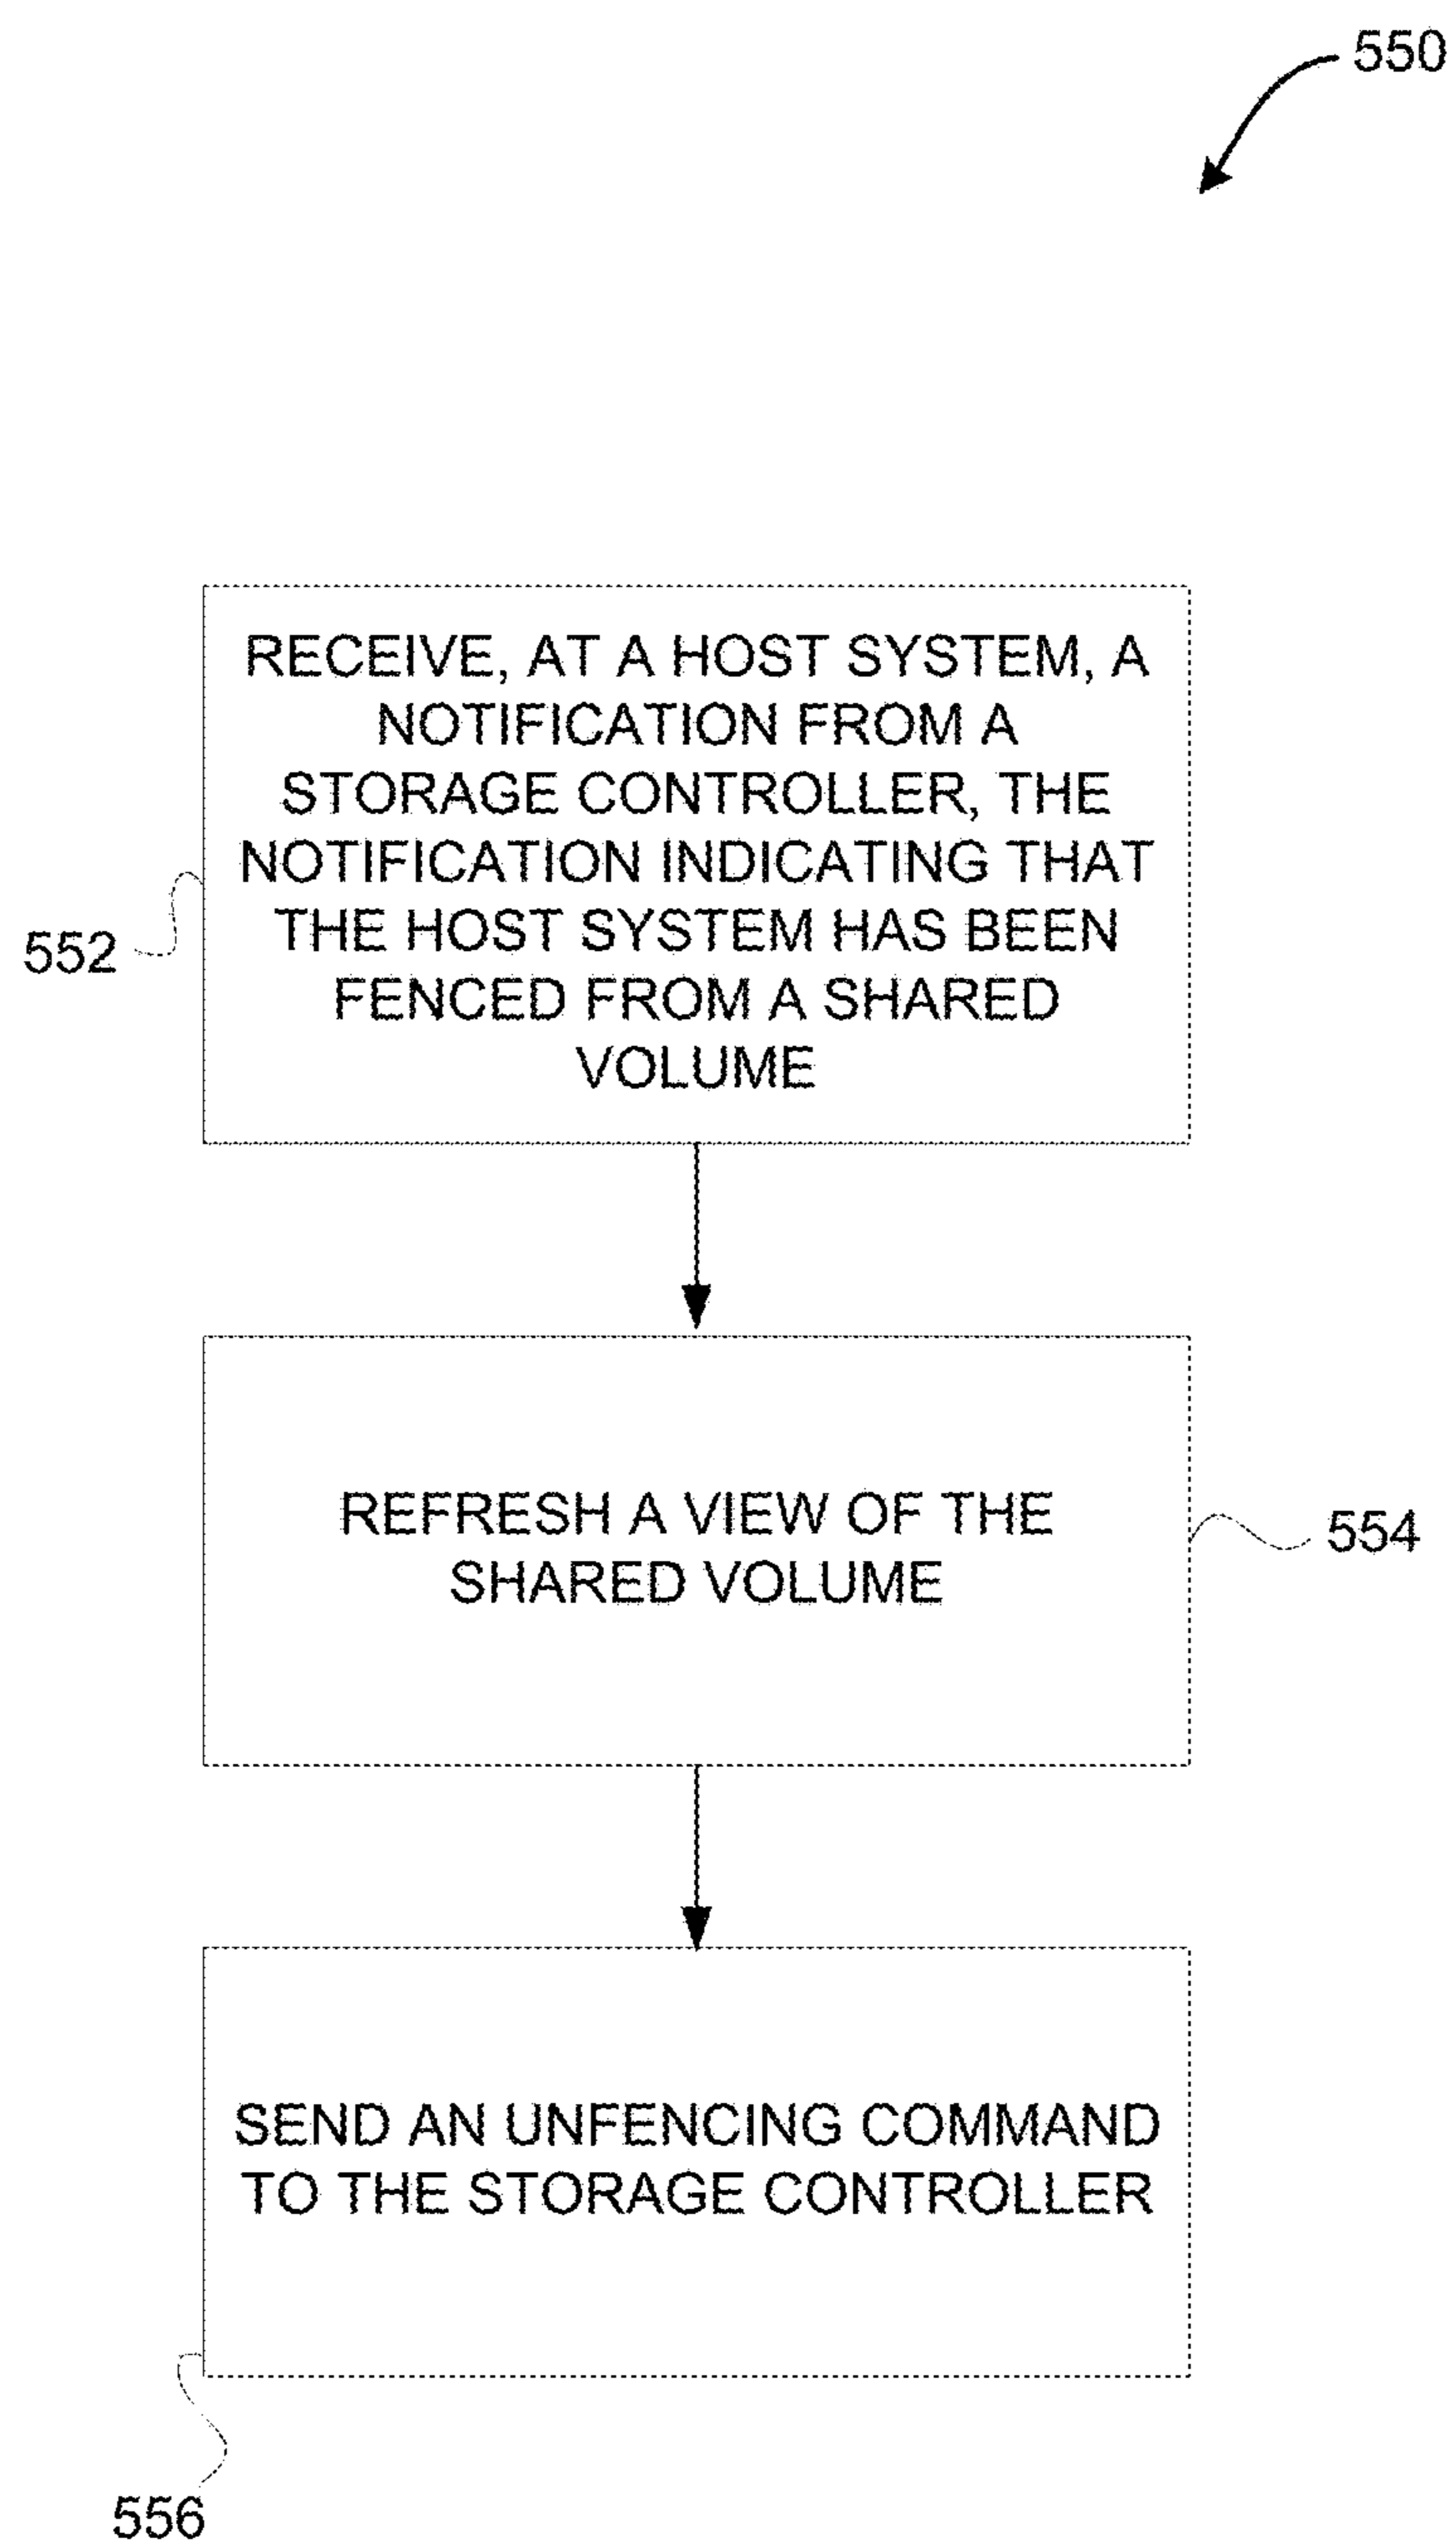 550
RECEIVE, AT A HOST SYSTEM, A
NOTIFICATION FROM A
STORAGE CONTROLLER, THE
NOTIFICATION INDICATING THAT
THE HOST SYSTEM HAS BEEN
FENCED FROM A SHARED
VOLUME
552
REFRESH A VIEW OF THE
SHARED VOLUME
554
SEND AN UNFENCING COMMAND
TO THE STORAGE CONTROLLER
556